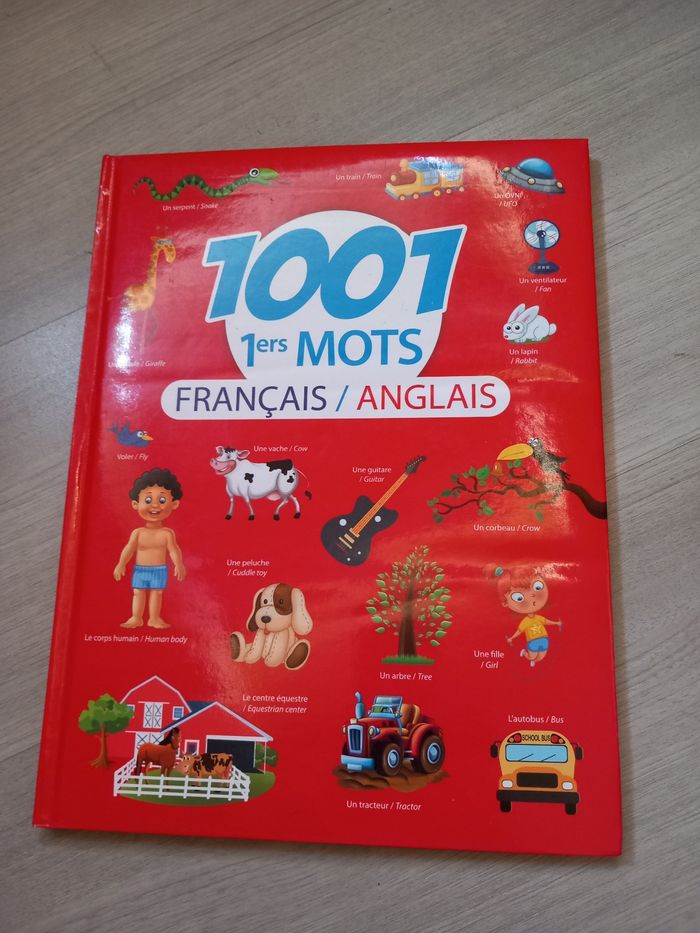 Un serpent / Snake
Un train / Train
Un OVNI
/ UFO
1001
1ers MOTS
FRANÇAIS / ANGLAIS
Un ventilateur
/ Fan
/ Giraffe
Un lapin
/ Rabbit
Voler / Fly
Une vache / Cow
Une guitare
/ Guitar
Un corbeau / Crow
Une peluche
/ Cuddle toy
Le corps humain / Human body
Une fille
/ Girl
Un arbre / Tree
Le centre équestre
/ Equestrian center
L'autobus / Bus
SCHOOL BUS
Un tracteur / Tractor